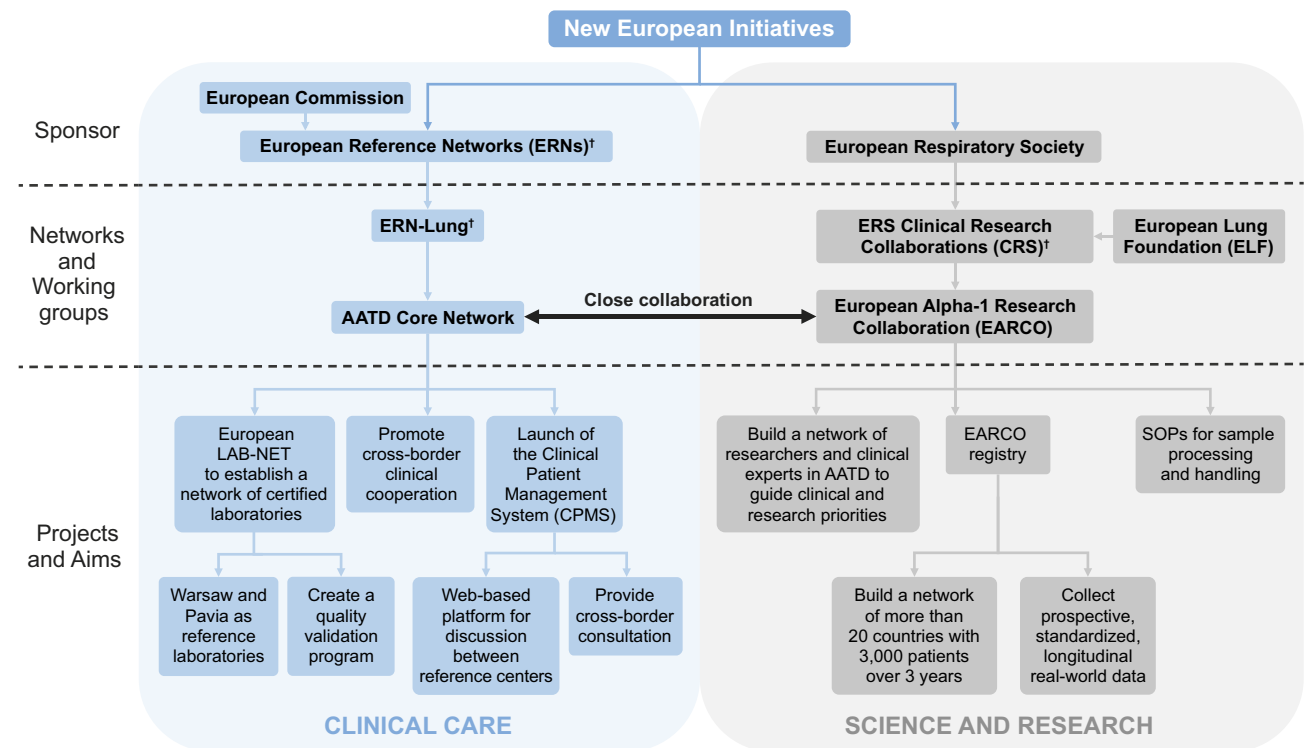 New European Initiatives
Sponsor
European Commission
European Reference Networks (ERNs)†
European Respiratory Society
Networks
and
Working
groups
ERN-Lung†
ERS Clinical Research
Collaborations (CRS)†
European Lung
Foundation (ELF)
AATD Core Network
Close collaboration
European Alpha-1 Research
Collaboration (EARCO)
Projects
and Aims
European
LAB-NET
to establish a
network of certified
laboratories
Promote
cross-border
clinical
cooperation
Launch of
the Clinical
Patient
Management
System (CPMS)
Build a network of
researchers and clinical
experts in AATD to
guide clinical and
research priorities
EARCO
registry
SOPs for sample
processing
and handling
Warsaw and
Pavia as
reference
laboratories
Create a
quality
validation
program
Web-based
platform for
discussion
between
reference centers
Provide
cross-border
consultation
Build a network
of more than
20 countries with
3,000 patients
over 3 years
Collect
prospective,
standardized,
longitudinal
real-world data
CLINICAL CARE
SCIENCE AND RESEARCH